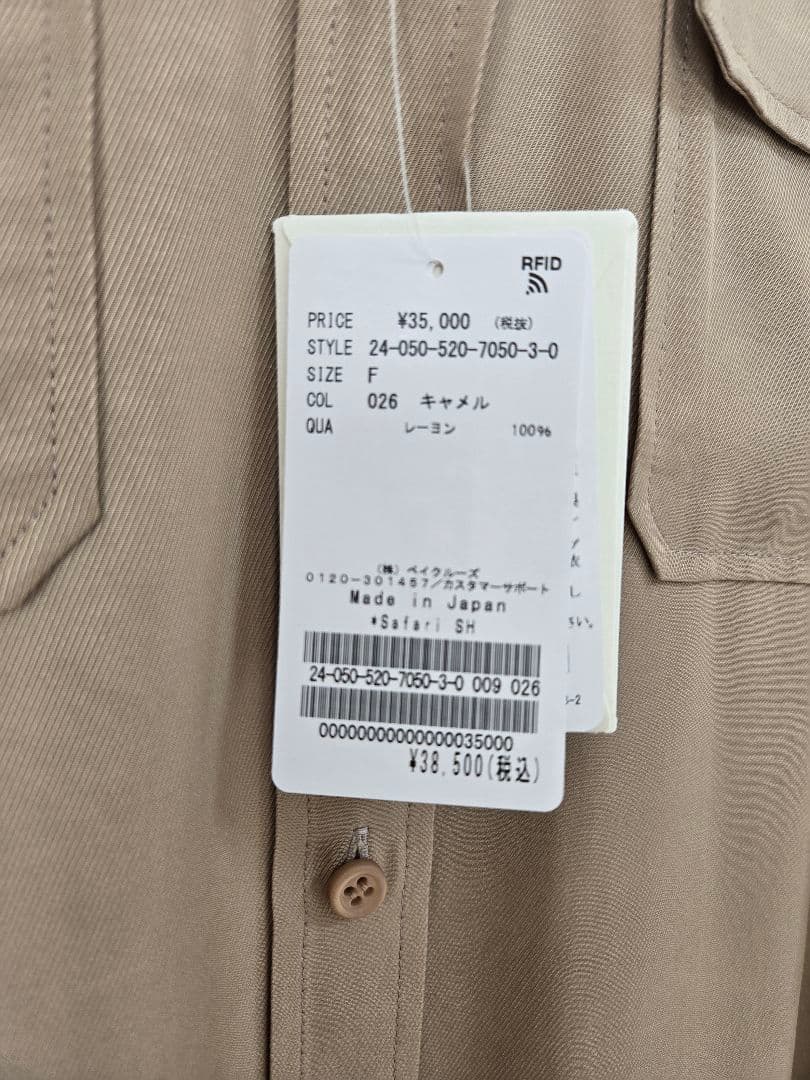 RFID
PRICE ¥35,000 (税抜)
STYLE 24-050-520-7050-3-0
SIZE F
COL 026 キャメル
QUA レーヨン 100%
(株) ベイクルーズ
0120-301457/カスタマーサポート
Made in Japan
*Safari SH
24-050-520-7050-3-0 009 026
00000000000000035000
¥38,500(税込)
さい。